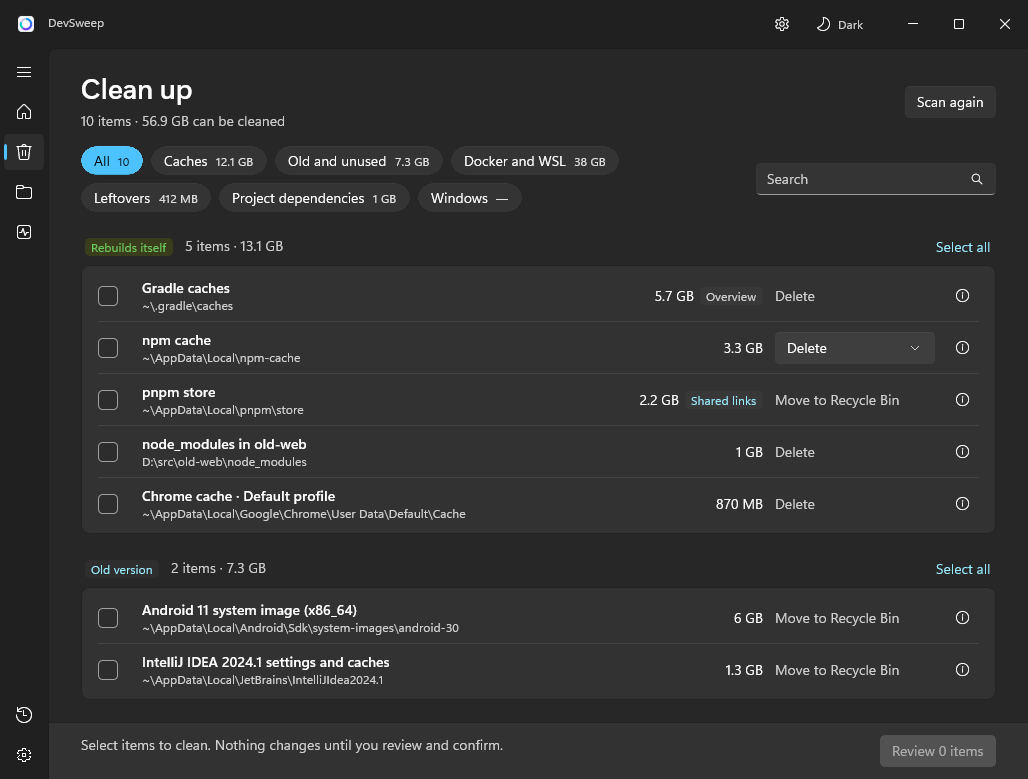 DevSweep
Dark
Clean up
10 items · 56.9 GB can be cleaned
Scan again
All 10
Caches 12.1 GB
Old and unused 7.3 GB
Docker and WSL 38 GB
Leftovers 412 MB
Project dependencies 1 GB
Windows —
Search
Rebuilds itself 5 items · 13.1 GB
Select all
Gradle caches
~\.gradle\caches
5.7 GB Overview Delete
npm cache
~\AppData\Local\npm-cache
3.3 GB Delete
pnpm store
~\AppData\Local\pnpm\store
2.2 GB Shared links Move to Recycle Bin
node_modules in old-web
D:\src\old-web\node_modules
1 GB Delete
Chrome cache · Default profile
~\AppData\Local\Google\Chrome\User Data\Default\Cache
870 MB Delete
Old version 2 items · 7.3 GB
Select all
Android 11 system image (x86_64)
~\AppData\Local\Android\Sdk\system-images\android-30
6 GB Move to Recycle Bin
IntelliJ IDEA 2024.1 settings and caches
~\AppData\Local\JetBrains\IntelliJIdea2024.1
1.3 GB Move to Recycle Bin
Select items to clean. Nothing changes until you review and confirm.
Review 0 items